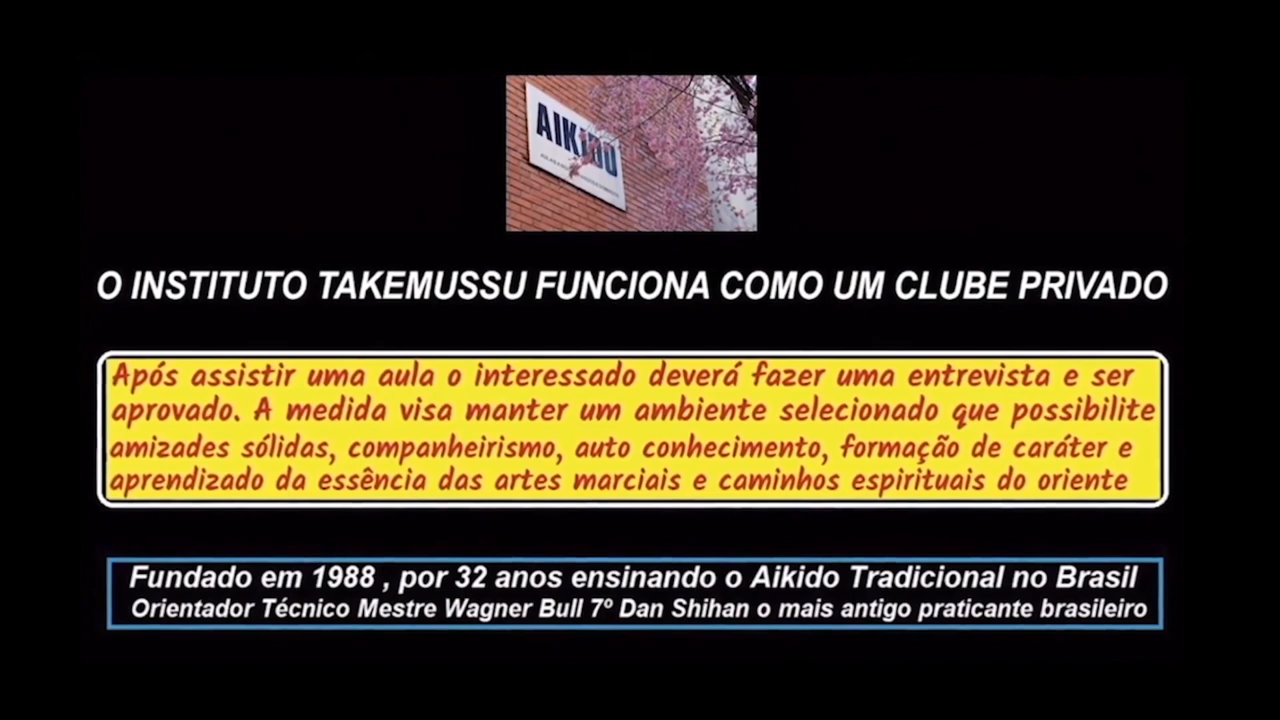 AIKIDO
O INSTITUTO TAKEMUSSU FUNCIONA COMO UM CLUBE PRIVADO
Após assistir uma aula o interessado deverá fazer uma entrevista e ser
aprovado. A medida visa manter um ambiente selecionado que possibilite
amizades sólidas, companheirismo, auto conhecimento, formação de caráter e
aprendizado da essência das artes marciais e caminhos espirituais do oriente
Fundado em 1988 , por 32 anos ensinando o Aikido Tradicional no Brasil
Orientador Técnico Mestre Wagner Bull 7º Dan Shihan o mais antigo praticante brasileiro